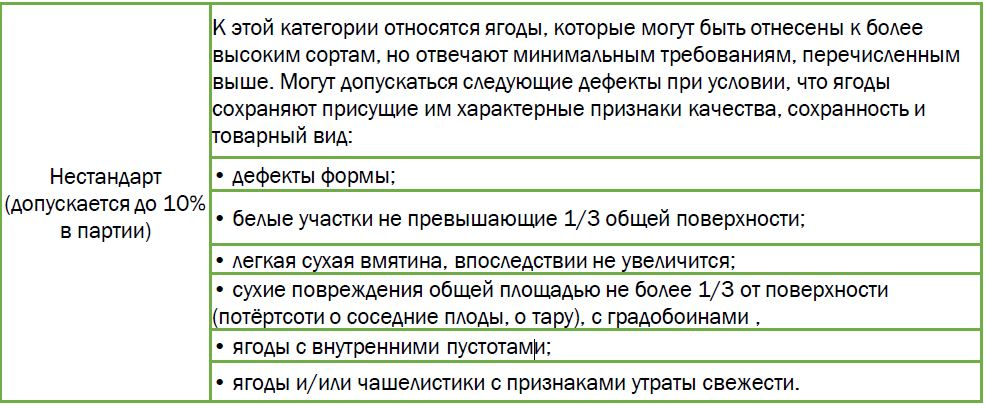 Нестандарт
(допускается до 10%
в партии)
К этой категории относятся ягоды, которые могут быть отнесены к более
высоким сортам, но отвечают минимальным требованиям, перечисленным
выше. Могут допускаться следующие дефекты при условии, что ягоды
сохраняют присущие им характерные признаки качества, сохранность и
товарный вид:
• дефекты формы;
• белые участки не превышающие 1/3 общей поверхности;
• легкая сухая вмятина, впоследствии не увеличится;
• сухие повреждения общей площадью не более 1/3 от поверхности
(потёртсоти о соседние плоды, о тару), с градобоинами ,
• ягоды с внутренними пустотами;
• ягоды и/или чашелистики с признаками утраты свежести.